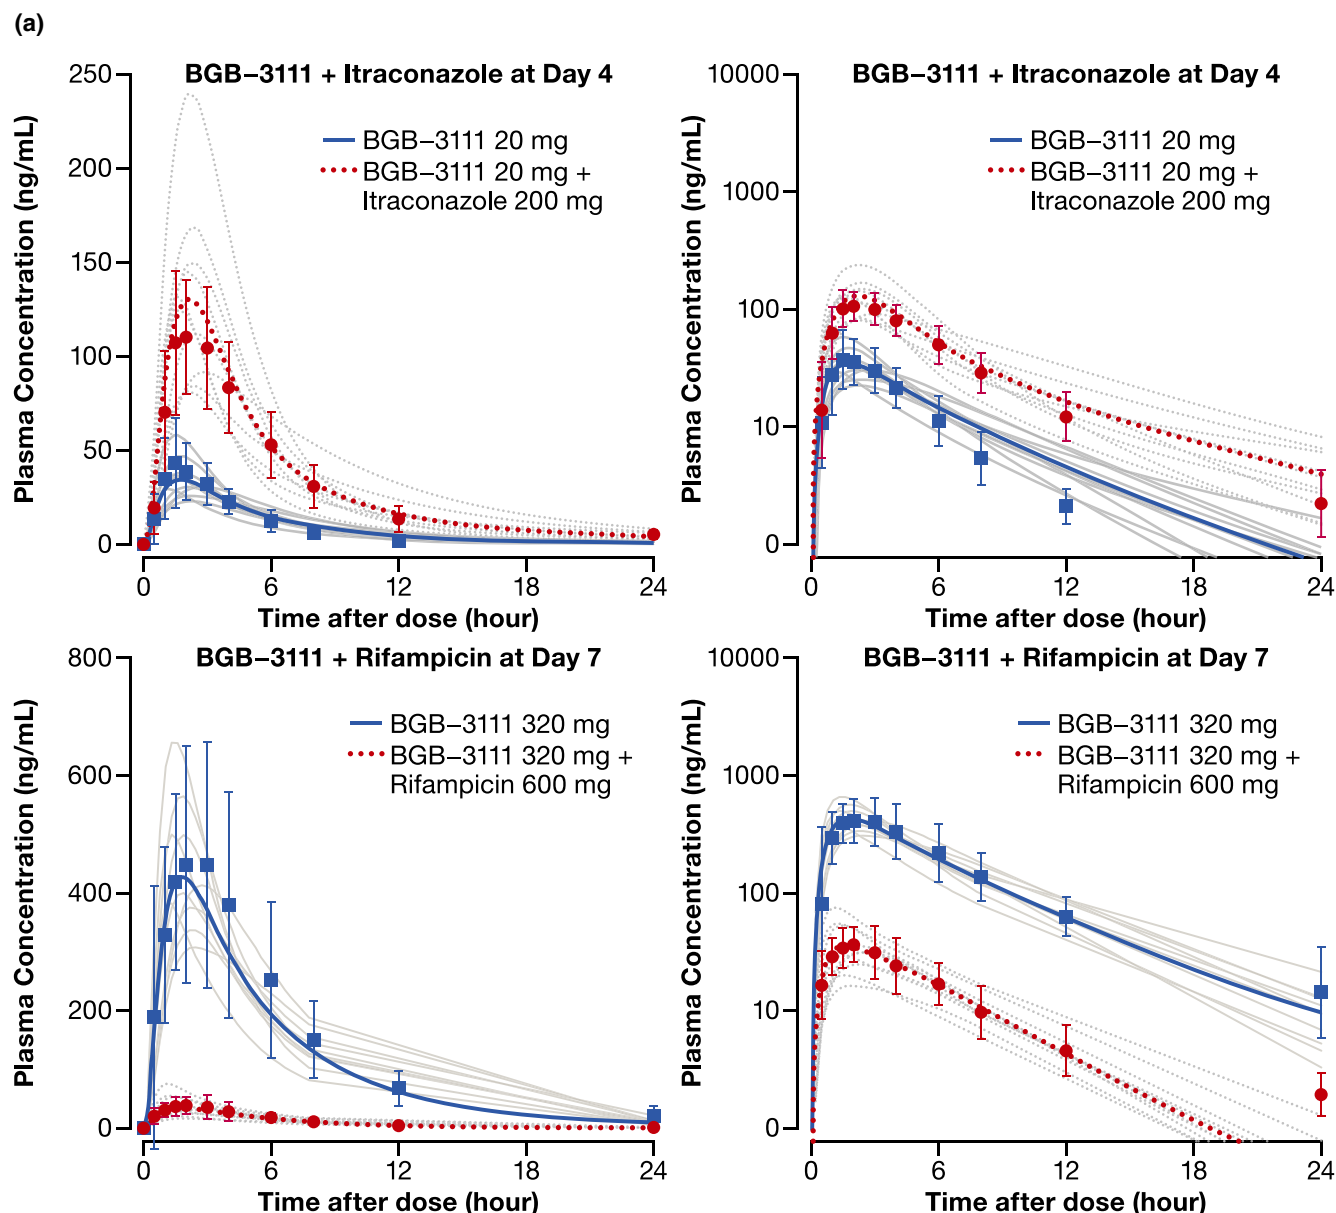 (a)
BGB–3111 + Itraconazole at Day 4
Plasma Concentration (ng/mL)
250
200
150
100
50
0
BGB–3111 20 mg
BGB–3111 20 mg +
Itraconazole 200 mg
0 6 12 18 24
Time after dose (hour)
BGB–3111 + Itraconazole at Day 4
Plasma Concentration (ng/mL)
10000
1000
100
10
0
BGB–3111 20 mg
BGB–3111 20 mg +
Itraconazole 200 mg
0 6 12 18 24
Time after dose (hour)
BGB–3111 + Rifampicin at Day 7
Plasma Concentration (ng/mL)
800
600
400
200
0
BGB–3111 320 mg
BGB–3111 320 mg +
Rifampicin 600 mg
0 6 12 18 24
Time after dose (hour)
BGB–3111 + Rifampicin at Day 7
Plasma Concentration (ng/mL)
10000
1000
100
10
0
BGB–3111 320 mg
BGB–3111 320 mg +
Rifampicin 600 mg
0 6 12 18 24
Time after dose (hour)